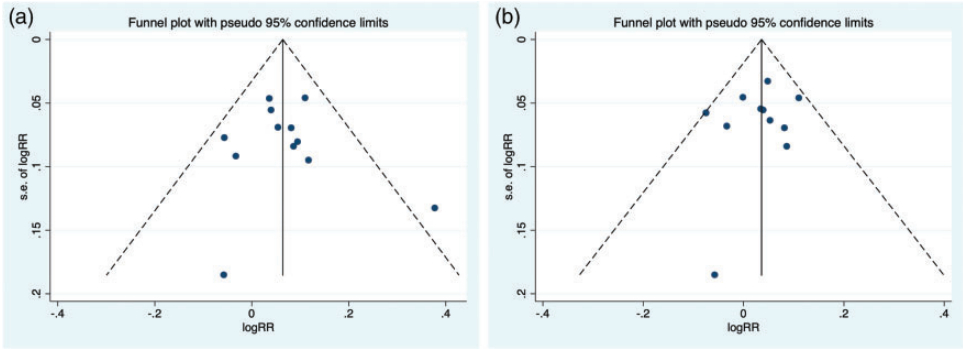 (a)
Funnel plot with pseudo 95% confidence limits
0
.05
.1
.15
.2
s.e. of logRR
-.4
-.2
0
.2
.4
logRR
(b)
Funnel plot with pseudo 95% confidence limits
0
.05
.1
.15
.2
s.e. of logRR
-.4
-.2
0
.2
.4
logRR